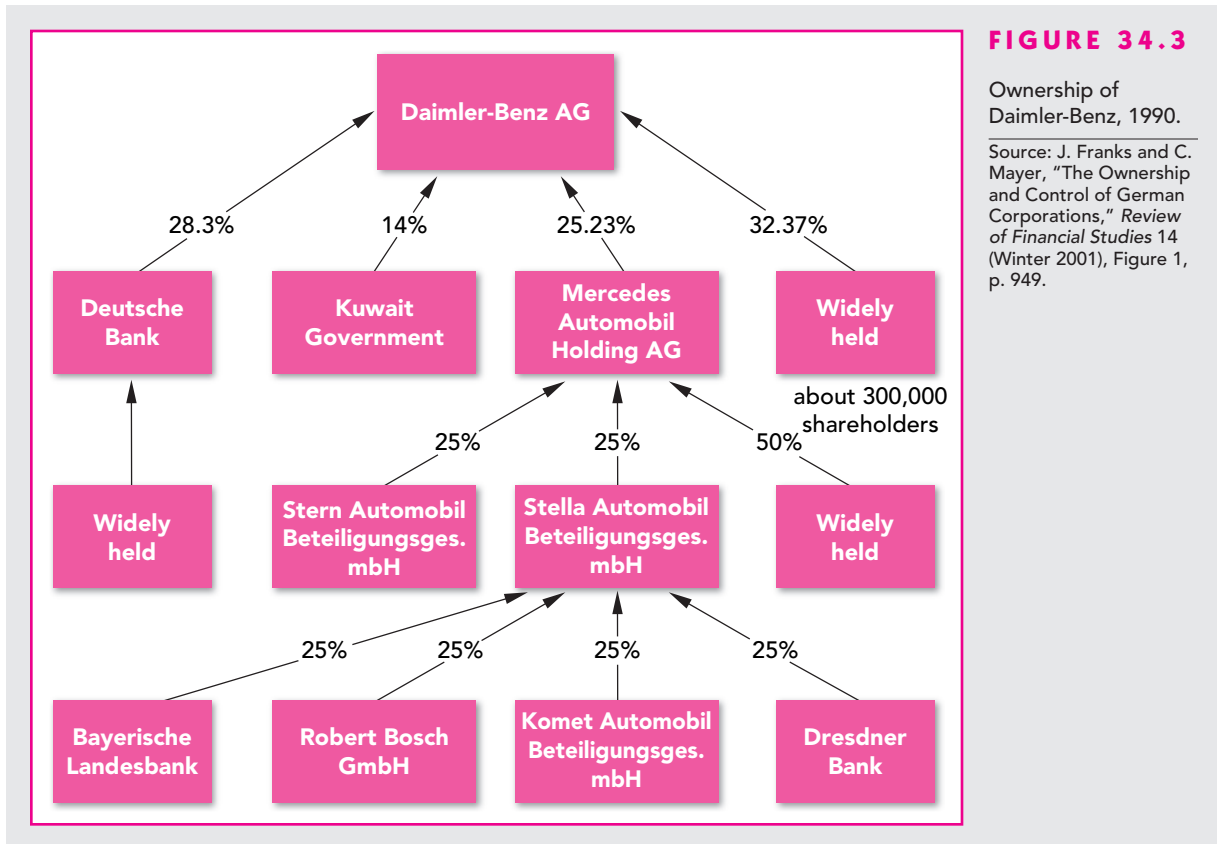 FIGURE 34.3
Ownership of
Daimler-Benz, 1990.
Source: J. Franks and C.
Mayer, “The Ownership
and Control of German
Corporations,” Review
of Financial Studies 14
(Winter 2001), Figure 1,
p. 949.
Daimler-Benz AG
28.3%
14%
25.23%
32.37%
Deutsche
Bank
Kuwait
Government
Mercedes
Automobil
Holding AG
Widely
held
about 300,000
shareholders
25%
25%
50%
Widely
held
Stern Automobil
Beteiligungsges.
mbH
Stella Automobil
Beteiligungsges.
mbH
Widely
held
25%
25%
25%
25%
Bayerische
Landesbank
Robert Bosch
GmbH
Komet Automobil
Beteiligungsges.
mbH
Dresdner
Bank